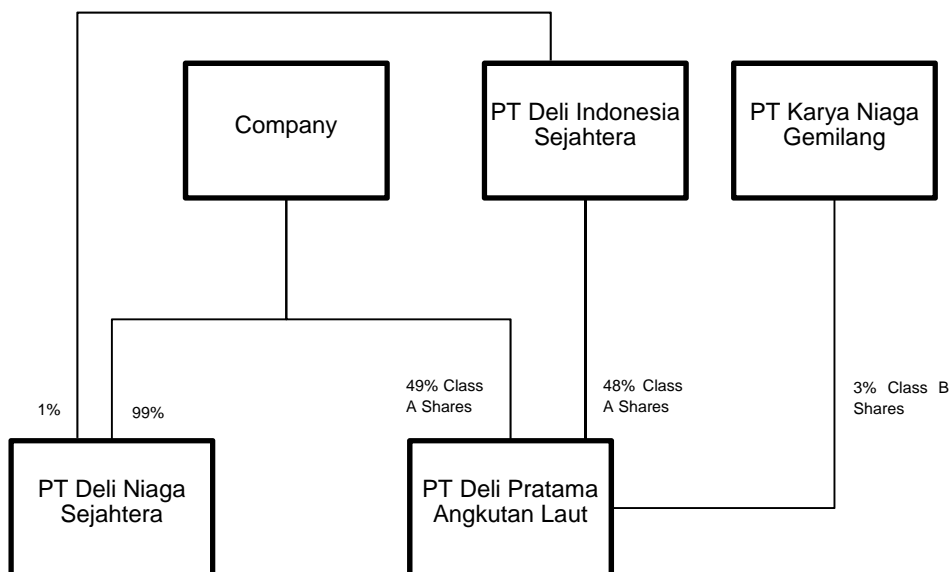 Company
PT Deli Indonesia
Sejahtera
PT Karya Niaga
Gemilang
1%
99%
49% Class
A Shares
48% Class
A Shares
3% Class B
Shares
PT Deli Niaga
Sejahtera
PT Deli Pratama
Angkutan Laut